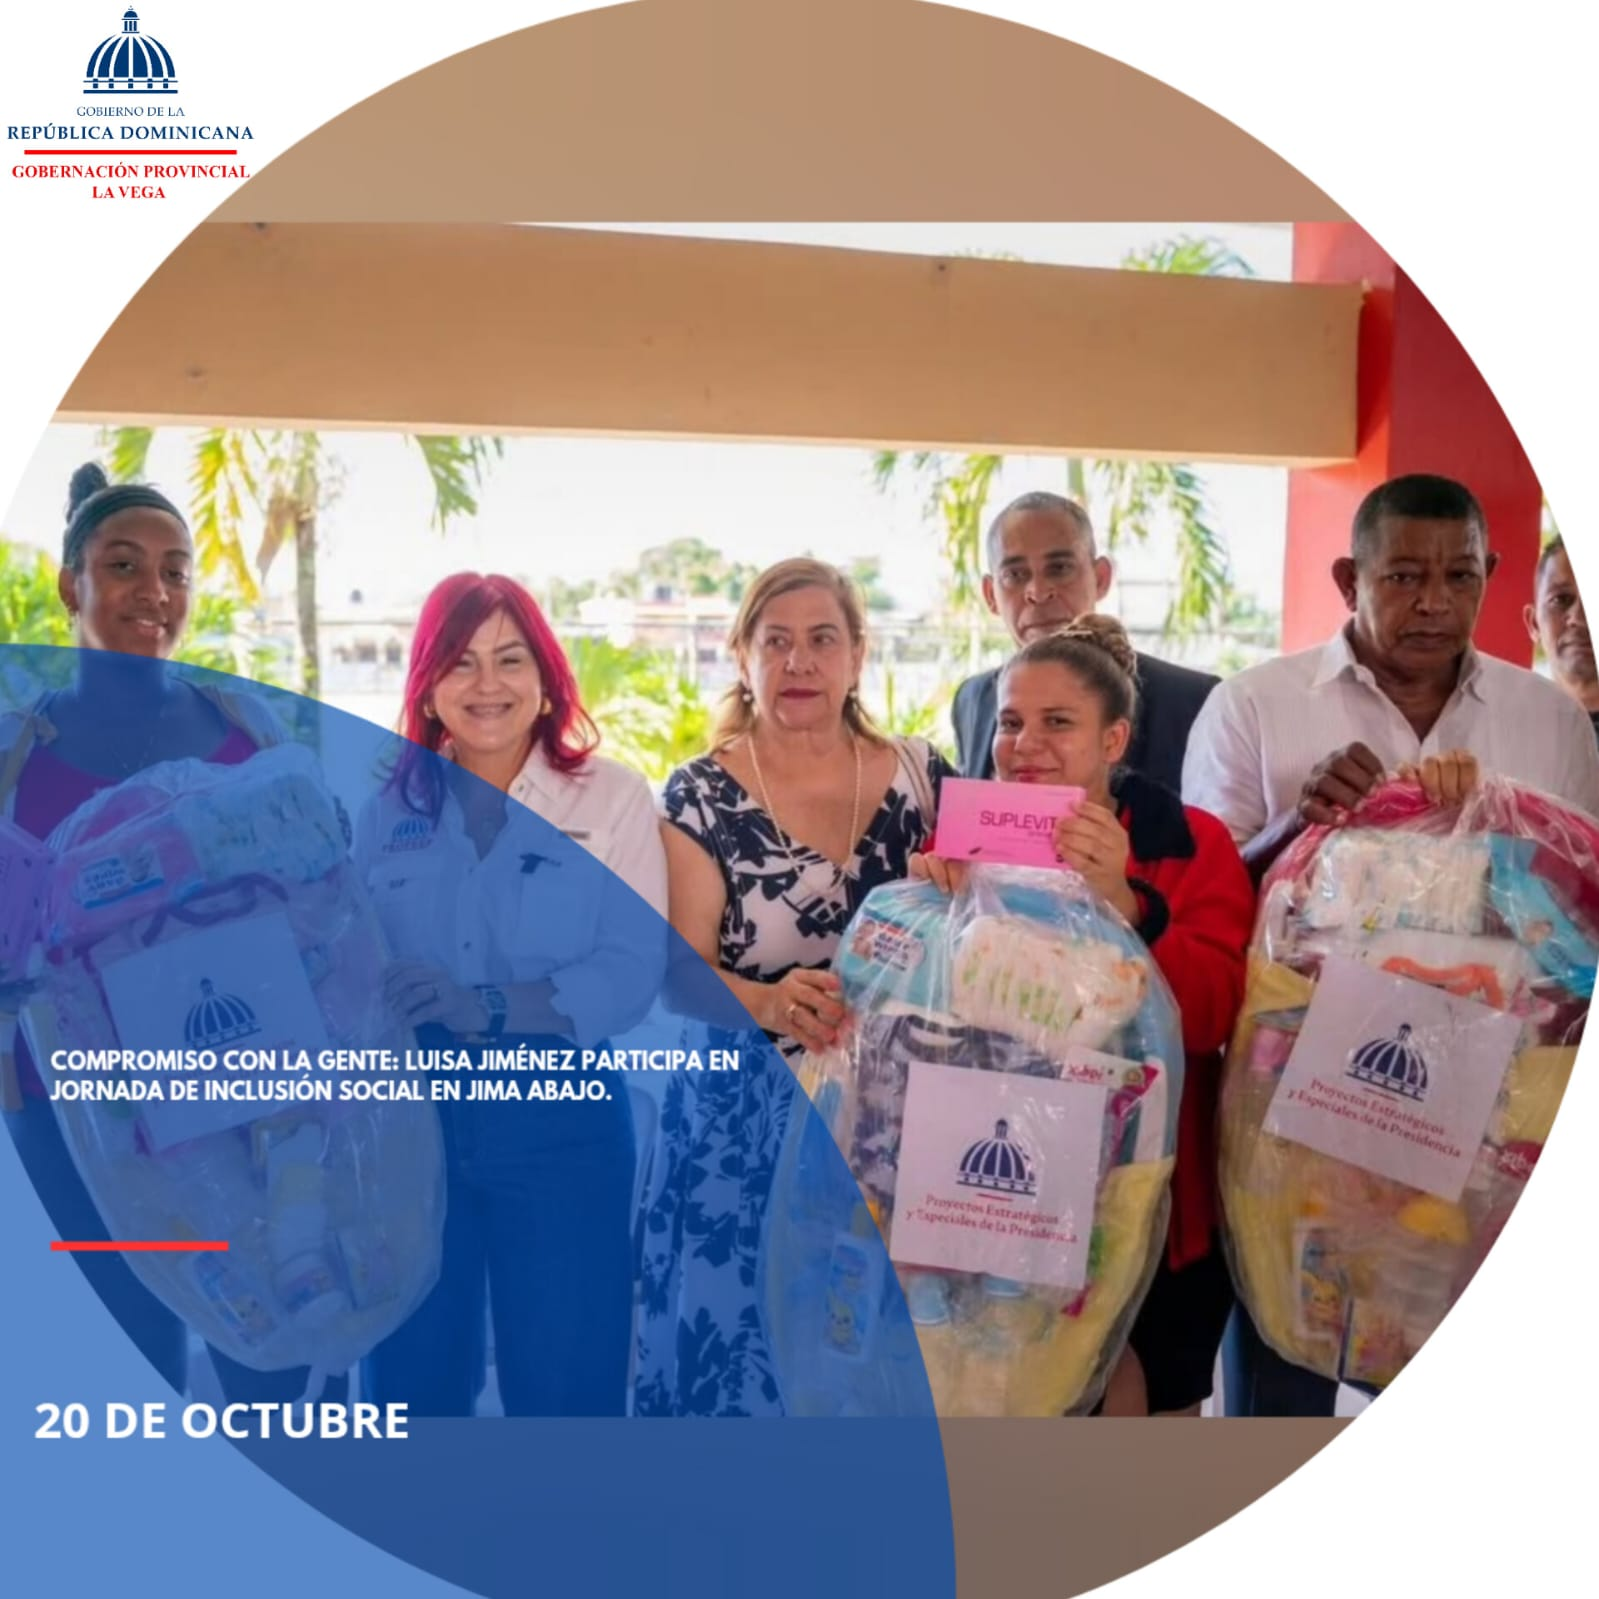 GOBIERNO DE LA
REPÚBLICA DOMINICANA
GOBERNACIÓN PROVINCIAL
LA VEGA
SUPLEVIT
Proyectos Estratégicos
y Especiales de la Presidencia
Proyectos Estratégicos
y Especiales de la Presidencia
COMPROMISO CON LA GENTE: LUISA JIMÉNEZ PARTICIPA EN
JORNADA DE INCLUSIÓN SOCIAL EN JIMA ABAJO.
20 DE OCTUBRE